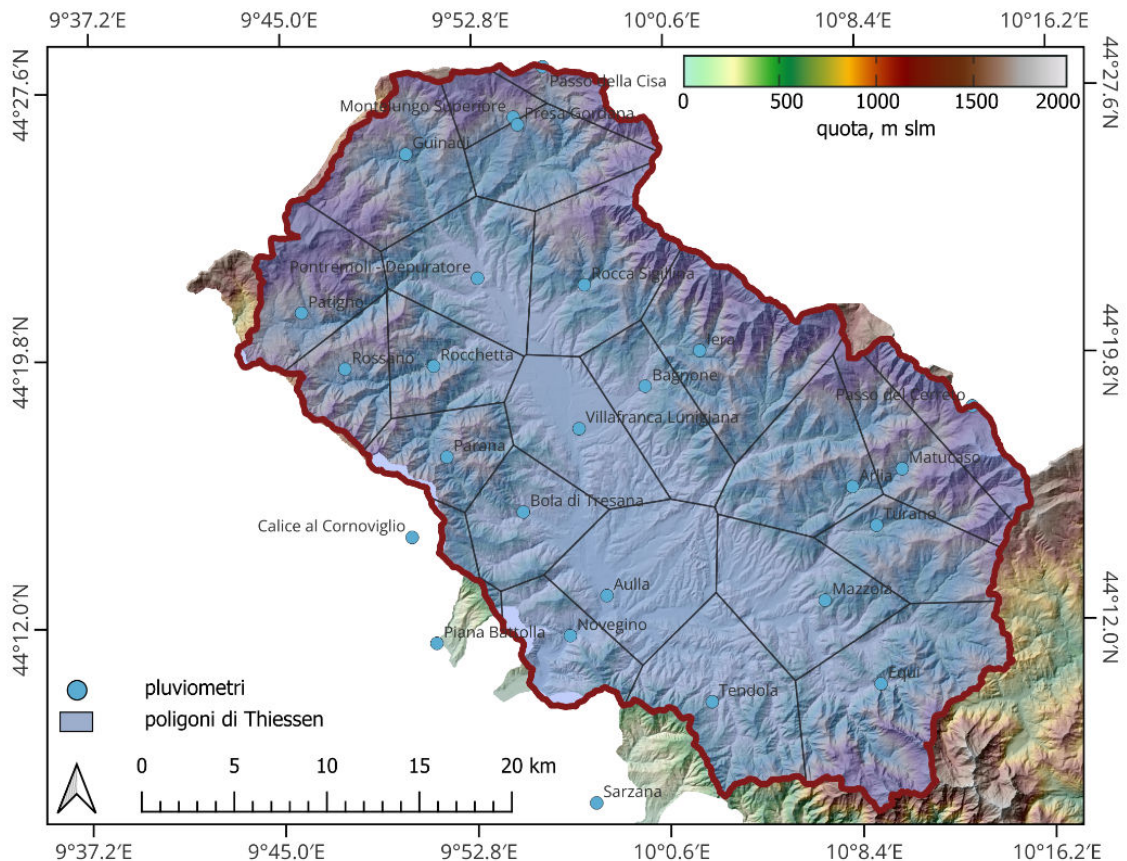 9°37.2'E 9°45.0'E 9°52.8'E 10°0.6'E 10°8.4'E 10°16.2'E
44°27.6'N
44°27.6'N
0 500 1000 1500 2000
quota, m slm
Passo della Cisa
Montelungo Superiore
Presa Gordana
Guinadi
Pontremoli - Depuratore
Rocca Sigillina
Patigno
44°19.8'N
44°19.8'N
Iera
Rossano
Rocchetta
Bagnone
Passo del Cerreto
Villafranca Lunigiana
Parana
Matucaso
Arlia
Bola di Tresana
Turano
Calice al Cornoviglio
Aulla
Mazzola
44°12.0'N
44°12.0'N
Piana Battolla
Novegino
Equi
Tendola
pluviometri
poligoni di Thiessen
0 5 10 15 20 km
Sarzana
9°37.2'E 9°45.0'E 9°52.8'E 10°0.6'E 10°8.4'E 10°16.2'E